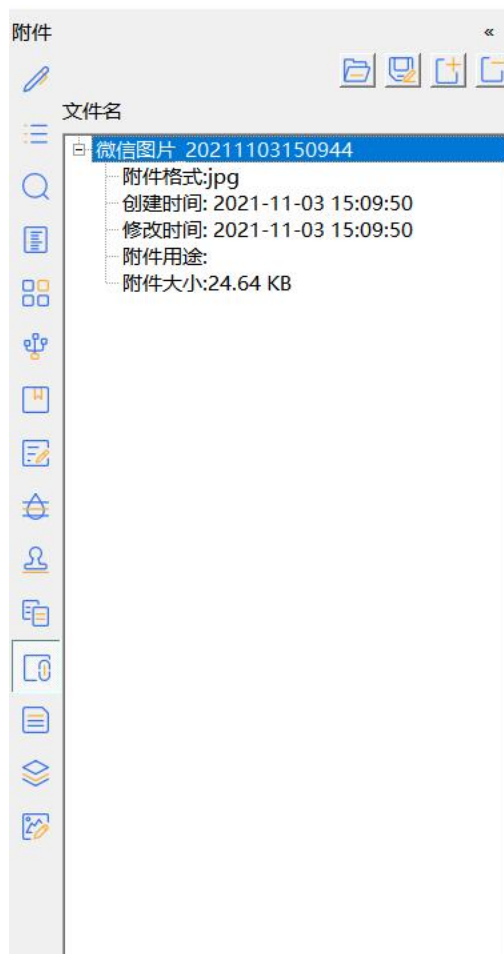 附件
«
文件名
微信图片_20211103150944
附件格式:jpg
创建时间: 2021-11-03 15:09:50
修改时间: 2021-11-03 15:09:50
附件用途:
附件大小:24.64 KB